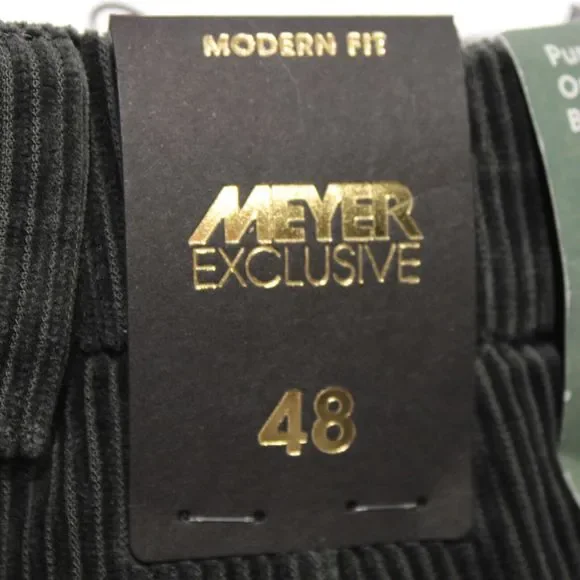 MODERN FIT
MEYER
EXCLUSIVE
48